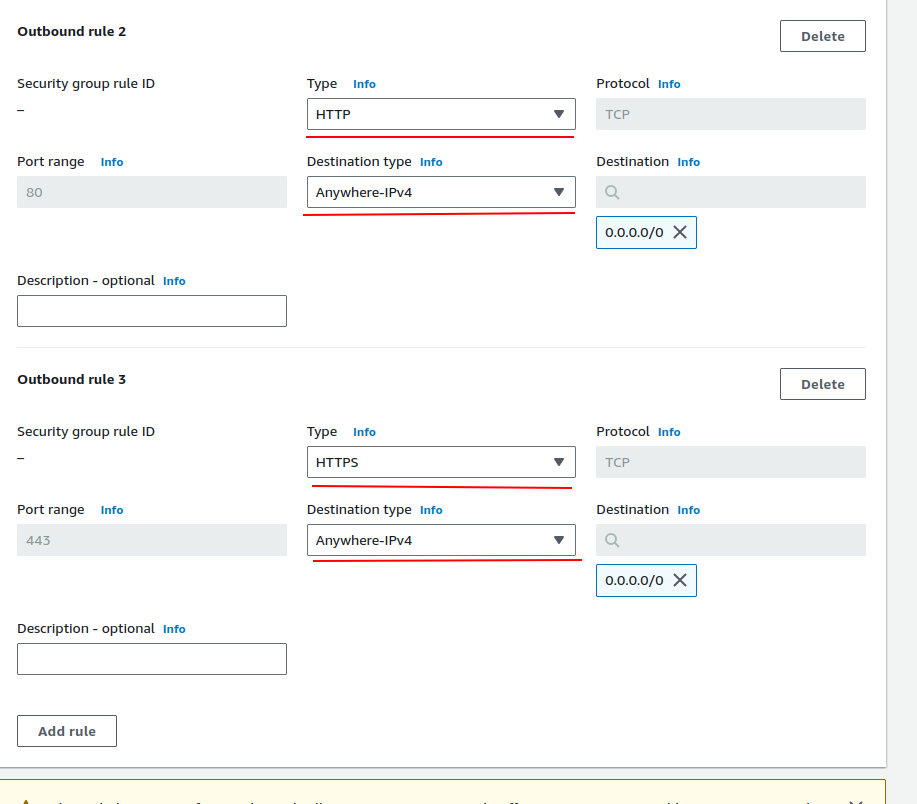 Outbound rule 2
Delete
Security group rule ID
–
Type Info
HTTP
Protocol Info
TCP
Port range Info
80
Destination type Info
Anywhere-IPv4
Destination Info
0.0.0.0/0
Description - optional Info
Outbound rule 3
Delete
Security group rule ID
–
Type Info
HTTPS
Protocol Info
TCP
Port range Info
443
Destination type Info
Anywhere-IPv4
Destination Info
0.0.0.0/0
Description - optional Info
Add rule